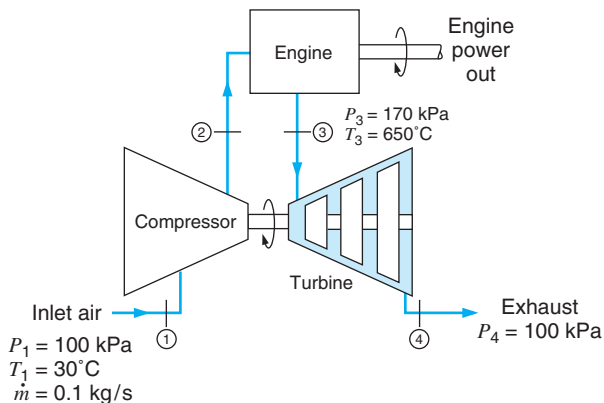 Engine
power
out
Engine
②
③
P3 = 170 kPa
T3 = 650˚C
Compressor
Turbine
Inlet air
①
P1 = 100 kPa
T1 = 30˚C
ṁ = 0.1 kg/s
④
Exhaust
P4 = 100 kPa